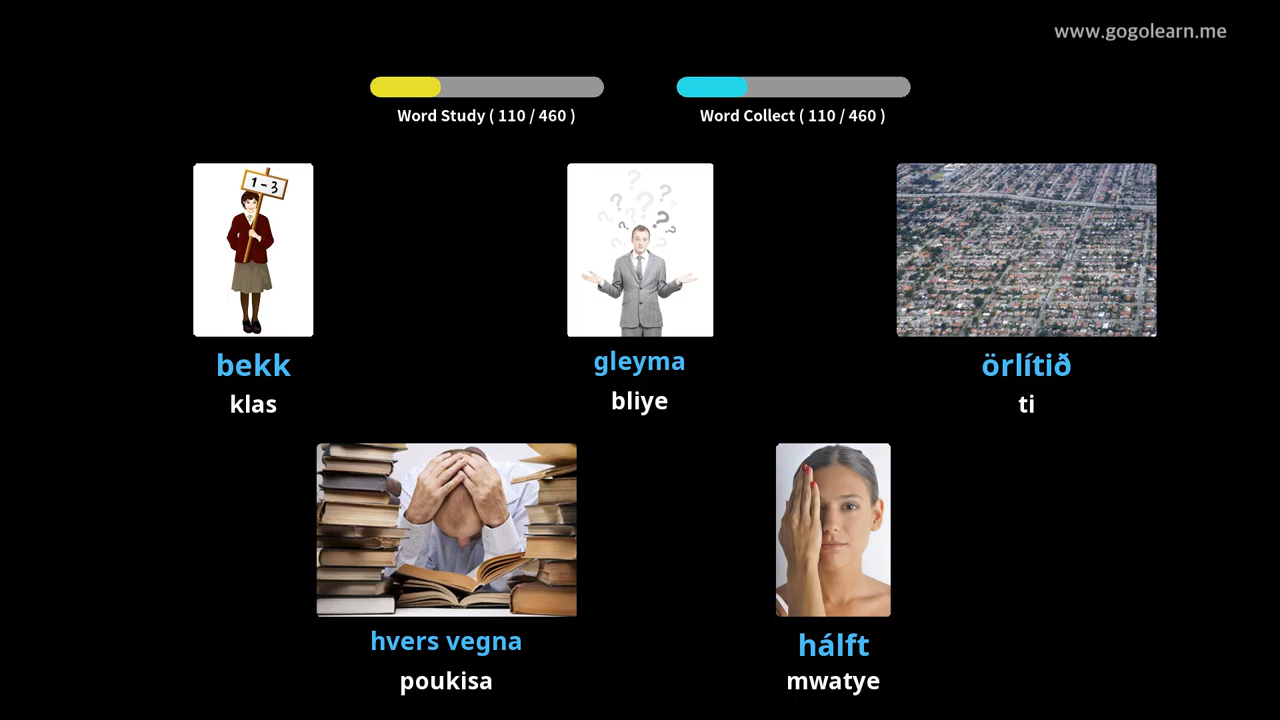 www.gogolearn.me
Word Study ( 110 / 460 )
Word Collect ( 110 / 460 )
1-3
bekk
klas
gleyma
bliye
örlítið
ti
hvers vegna
poukisa
hálft
mwatye